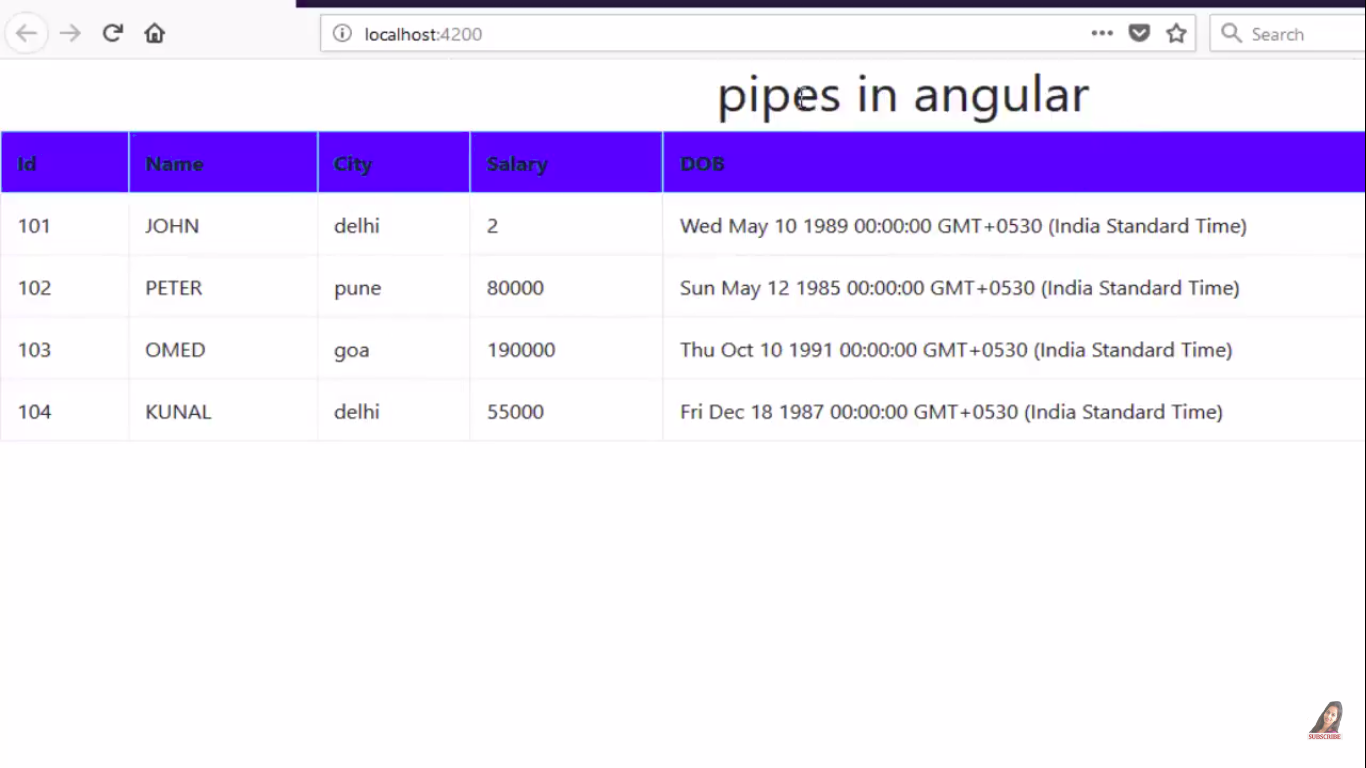 localhost:4200
Search
pipes in angular
Id Name City Salary DOB
101 JOHN delhi 2 Wed May 10 1989 00:00:00 GMT+0530 (India Standard Time)
102 PETER pune 80000 Sun May 12 1985 00:00:00 GMT+0530 (India Standard Time)
103 OMED goa 190000 Thu Oct 10 1991 00:00:00 GMT+0530 (India Standard Time)
104 KUNAL delhi 55000 Fri Dec 18 1987 00:00:00 GMT+0530 (India Standard Time)
SUBSCRIBE